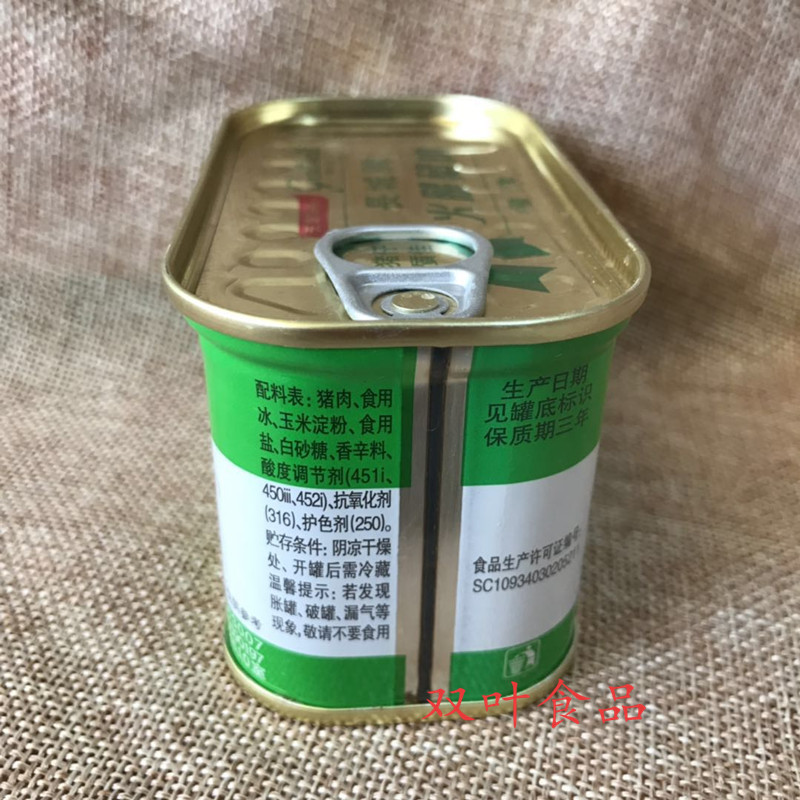 配料表：猪肉、食用
冰、玉米淀粉、食用
盐、白砂糖、香辛料、
酸度调节剂(451i、
450iii、452i)、抗氧化剂
(316)、护色剂(250)。
贮存条件：阴凉干燥
处、开罐后需冷藏
温馨提示：若发现
胀罐、破罐、漏气等
现象,敬请不要食用
生产日期
见罐底标识
保质期三年
食品生产许可证编号:
SC10934030205211
双叶食品